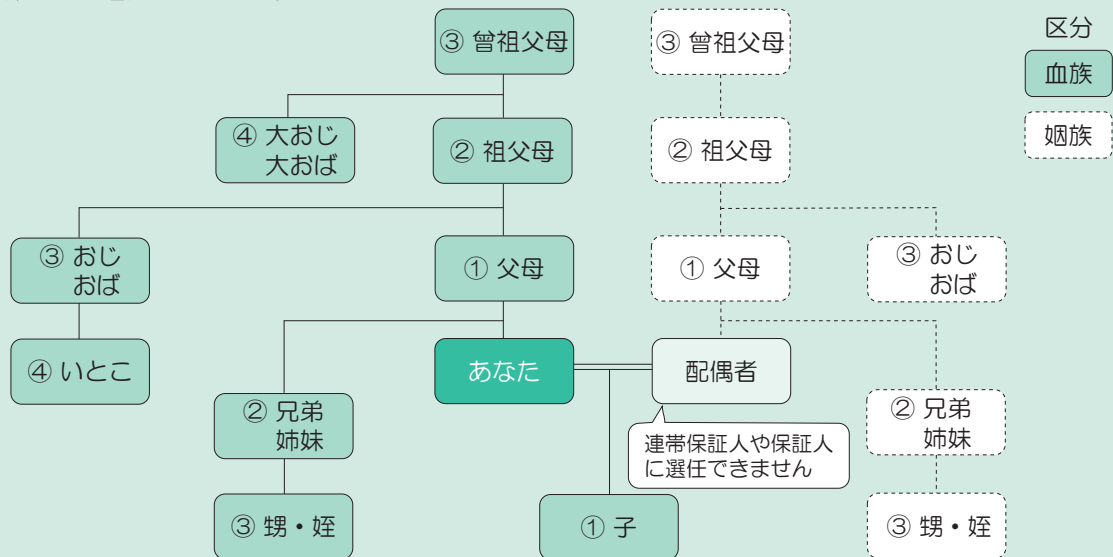 ③ 曾祖父母
③ 曾祖父母
区分
血族
姻族
④ 大おじ
大おば
② 祖父母
② 祖父母
③ おじ
おば
① 父母
① 父母
③ おじ
おば
④ いとこ
あなた
配偶者
② 兄弟
姉妹
連帯保証人や保証人
に選任できません
② 兄弟
姉妹
③ 甥・姪
① 子
③ 甥・姪